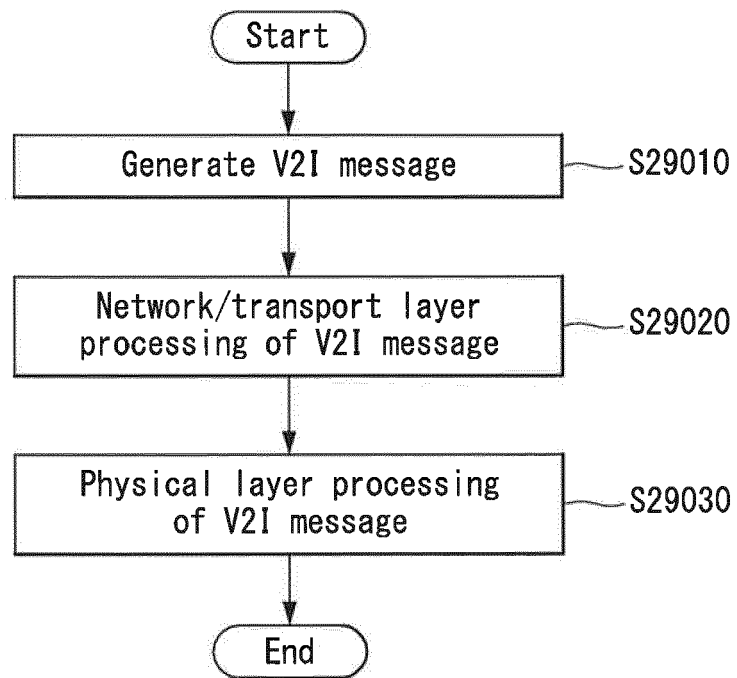 Start
Generate V2I message
S29010
Network/transport layer
processing of V2I message
S29020
Physical layer processing
of V2I message
S29030
End